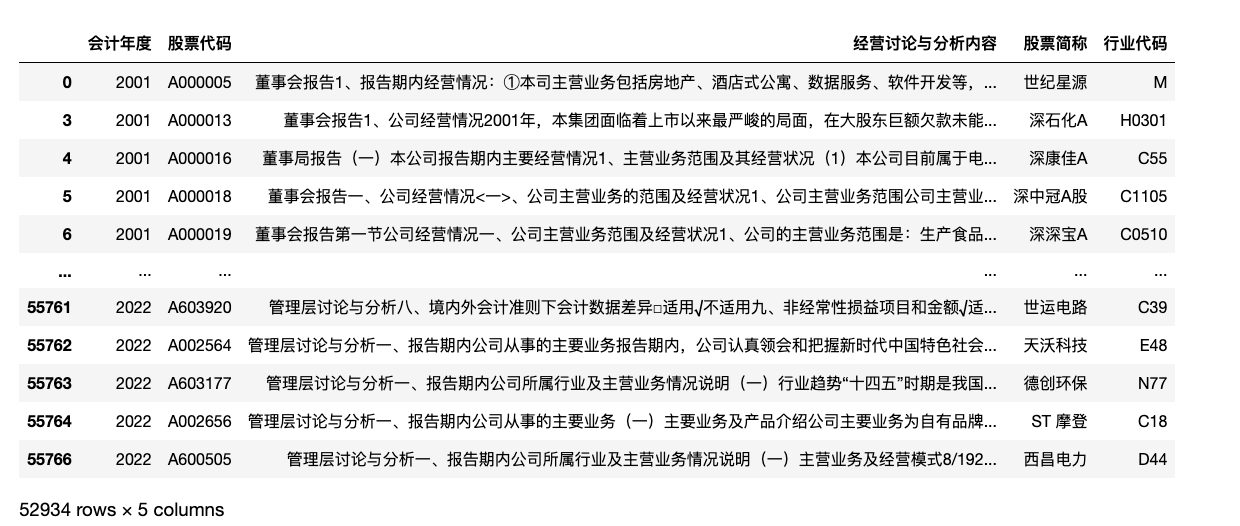 会计年度 股票代码 经营讨论与分析内容 股票简称 行业代码
0 2001 A000005 董事会报告1、报告期内经营情况：①本司主营业务包括房地产、酒店式公寓、数据服务、软件开发等，... 世纪星源 M
3 2001 A000013 董事会报告1、公司经营情况2001年，本集团面临着上市以来最严峻的局面，在大股东巨额欠款未能... 深石化A H0301
4 2001 A000016 董事局报告（一）本公司报告期内主要经营情况1、主营业务范围及其经营状况（1）本公司目前属于电... 深康佳A C55
5 2001 A000018 董事会报告一、公司经营情况<一>、公司主营业务的范围及经营状况1、公司主营业务范围公司主营业... 深中冠A股 C1105
6 2001 A000019 董事会报告第一节公司经营情况一、公司主营业务范围及经营状况1、公司的主营业务范围是：生产食品... 深深宝A C0510
... ... ... ... ... ...
55761 2022 A603920 管理层讨论与分析八、境内外会计准则下会计数据差异□适用√不适用九、非经常性损益项目和金额√适... 世运电路 C39
55762 2022 A002564 管理层讨论与分析一、报告期内公司从事的主要业务报告期内，公司认真领会和把握新时代中国特色社会... 天沃科技 E48
55763 2022 A603177 管理层讨论与分析一、报告期内公司所属行业及主营业务情况说明（一）行业趋势“十四五”时期是我国... 德创环保 N77
55764 2022 A002656 管理层讨论与分析一、报告期内公司从事的主要业务（一）主要业务及产品介绍公司主要业务为自有品牌... ST 摩登 C18
55766 2022 A600505 管理层讨论与分析一、报告期内公司所属行业及主营业务情况说明（一）主营业务及经营模式8/192... 西昌电力 D44
52934 rows × 5 columns